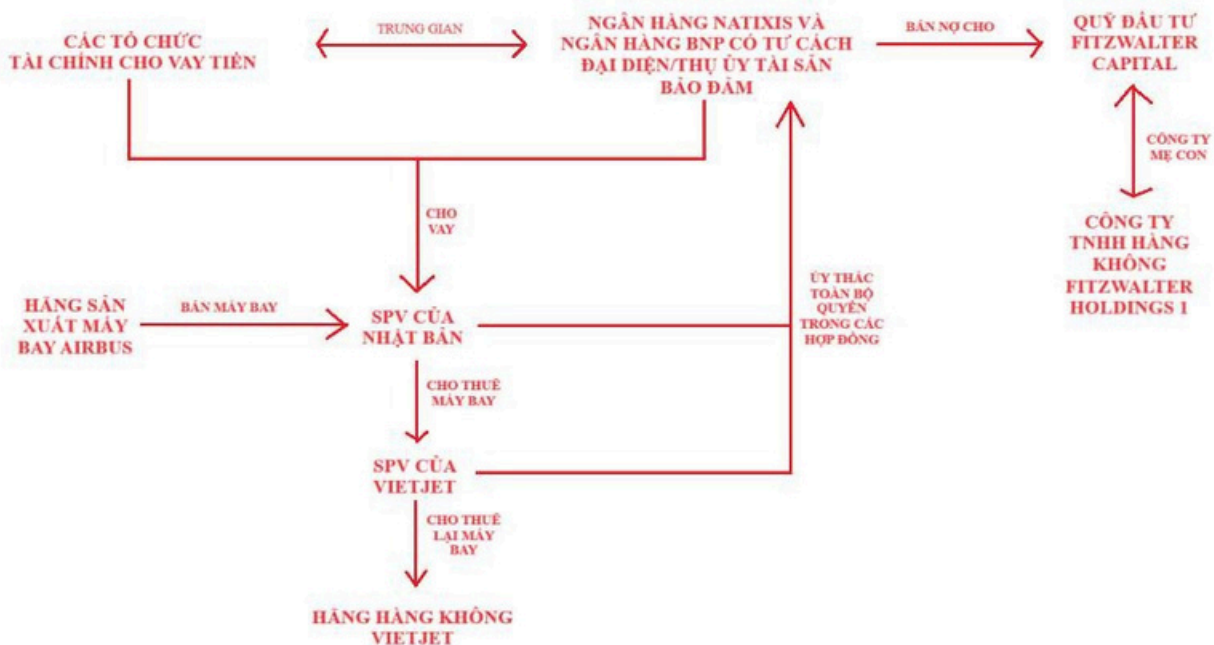 CÁC TỔ CHỨC
TÀI CHÍNH CHO VAY TIỀN
TRUNG GIAN
NGÂN HÀNG NATIXIS VÀ
NGÂN HÀNG BNP CÓ TƯ CÁCH
ĐẠI DIỆN/THỤ ỦY TÀI SẢN
BẢO ĐẢM
BÁN NỢ CHO
QUỸ ĐẦU TƯ
FITZWALTER
CAPITAL
CÔNG TY
MẸ CON
CÔNG TY
TNHH HÀNG
KHÔNG
FITZWALTER
HOLDINGS 1
CHO
VAY
HÃNG SẢN
XUẤT MÁY
BAY AIRBUS
BÁN MÁY BAY
SPV CỦA
NHẬT BẢN
ỦY THÁC
TOÀN BỘ
QUYỀN
TRONG CÁC
HỢP ĐỒNG
CHO THUÊ
MÁY BAY
SPV CỦA
VIETJET
CHO THUÊ
LẠI MÁY
BAY
HÃNG HÀNG KHÔNG
VIETJET